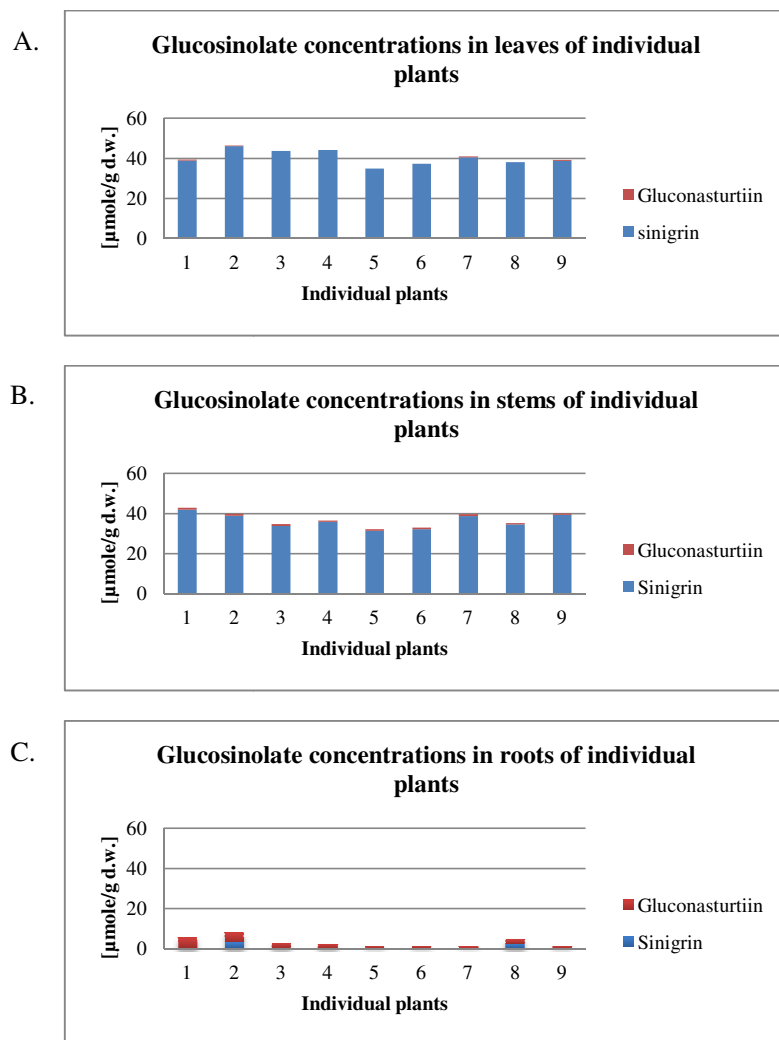 A.
Glucosinolate concentrations in leaves of individual
plants
[µmole/g d.w.]
60
40
20
0
1 2 3 4 5 6 7 8 9
Individual plants
Gluconasturtiin
sinigrin
B.
Glucosinolate concentrations in stems of individual
plants
[µmole/g d.w.]
60
40
20
0
1 2 3 4 5 6 7 8 9
Individual plants
Gluconasturtiin
Sinigrin
C.
Glucosinolate concentrations in roots of individual
plants
[µmole/g d.w.]
60
40
20
0
1 2 3 4 5 6 7 8 9
Individual plants
Gluconasturtiin
Sinigrin